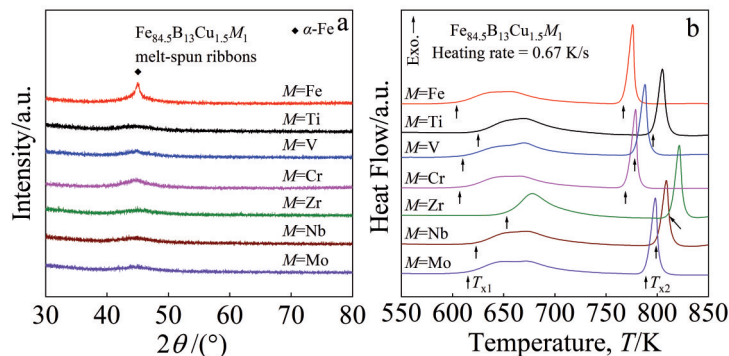 Fe84.5B13Cu1.5M1
melt-spun ribbons
◆ α-Fe
a
M=Fe
M=Ti
M=V
M=Cr
M=Zr
M=Nb
M=Mo
Intensity/a.u.
30 40 50 60 70 80
2θ/(°)
Exo.
Fe84.5B13Cu1.5M1
Heating rate = 0.67 K/s
b
M=Fe
M=Ti
M=V
M=Cr
M=Zr
M=Nb
M=Mo
Tx1
Tx2
Heat Flow/a.u.
550 600 650 700 750 800 850
Temperature, T/K